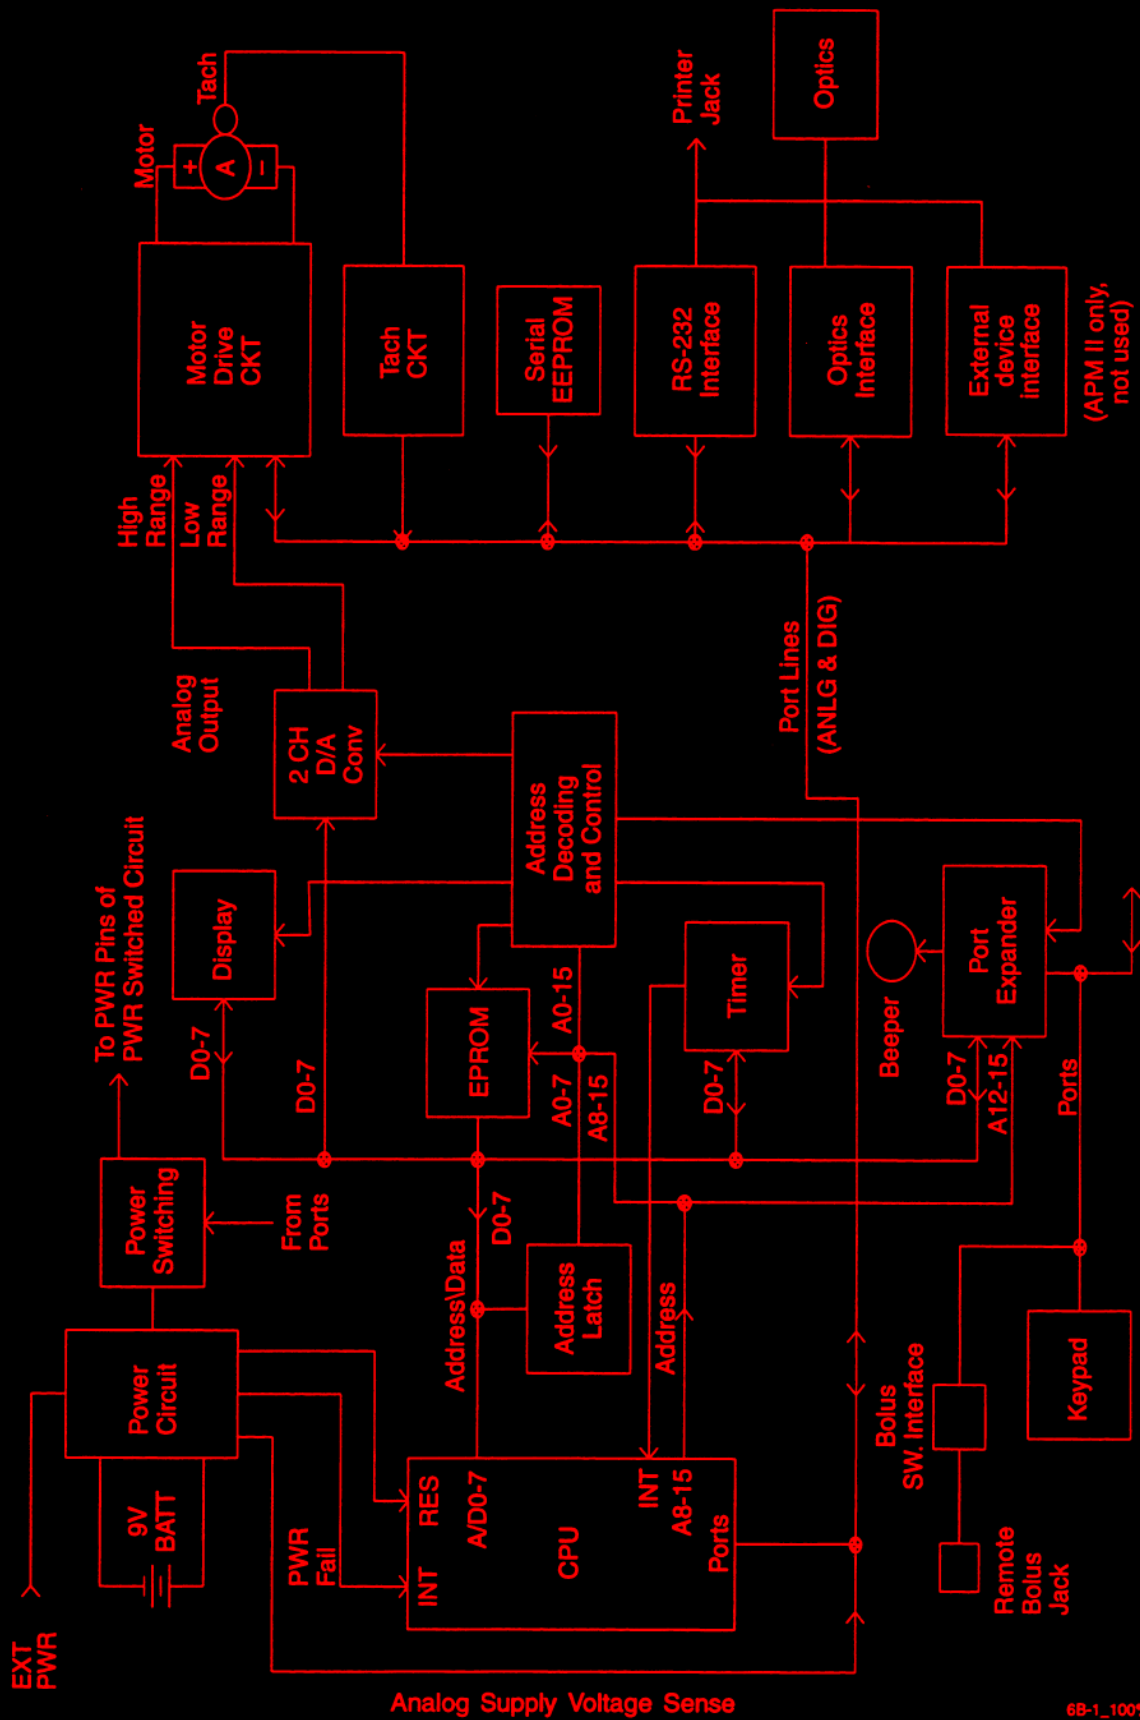 EXT
PWR
9V
BATT
Power
Circuit
Power
Switching
From
Ports
To PWR Pins of
PWR Switched Circuit
PWR
Fail
INT
RES
A/D0-7
CPU
INT
A8-15
Ports
Analog Supply Voltage Sense
Address\Data
D0-7
Address
Latch
Address
A0-7
A8-15
A0-15
EPROM
D0-7
Display
D0-7
2 CH
D/A
Conv
Analog
Output
High
Range
Low
Range
Address
Decoding
and Control
Timer
D0-7
Beeper
Port
Expander
D0-7
A12-15
Ports
Bolus
SW. Interface
Remote
Bolus
Jack
Keypad
Port Lines
(ANLG & DIG)
Motor
Drive
CKT
Motor
+
A
−
Tach
Tach
CKT
Serial
EEPROM
RS-232
Interface
Printer
Jack
Optics
Interface
Optics
External
device
interface
(APM II only,
not used)